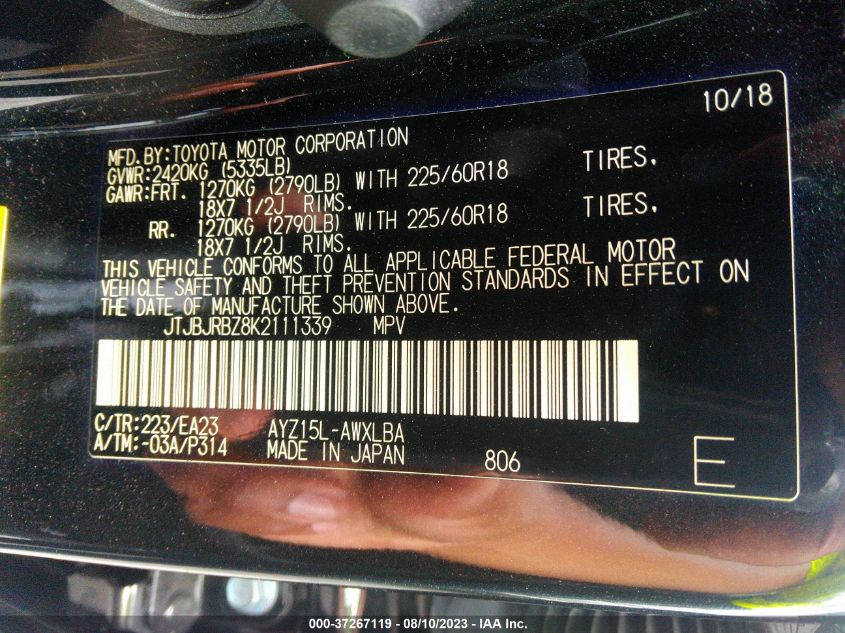 10/18
MFD.BY:TOYOTA MOTOR CORPORATION
GVWR:2420KG (5335LB)
GAWR:FRT. 1270KG (2790LB) WITH 225/60R18 TIRES,
18X7 1/2J RIMS.
RR. 1270KG (2790LB) WITH 225/60R18 TIRES,
18X7 1/2J RIMS.
THIS VEHICLE CONFORMS TO ALL APPLICABLE FEDERAL MOTOR
VEHICLE SAFETY AND THEFT PREVENTION STANDARDS IN EFFECT ON
THE DATE OF MANUFACTURE SHOWN ABOVE.
JTJBJRBZ8K2111339 MPV
C/TR:223/EA23 AYZ15L-AWXLBA
A/TM:-03A/P314 MADE IN JAPAN 806 E
000-37267119 - 08/10/2023 - IAA Inc.